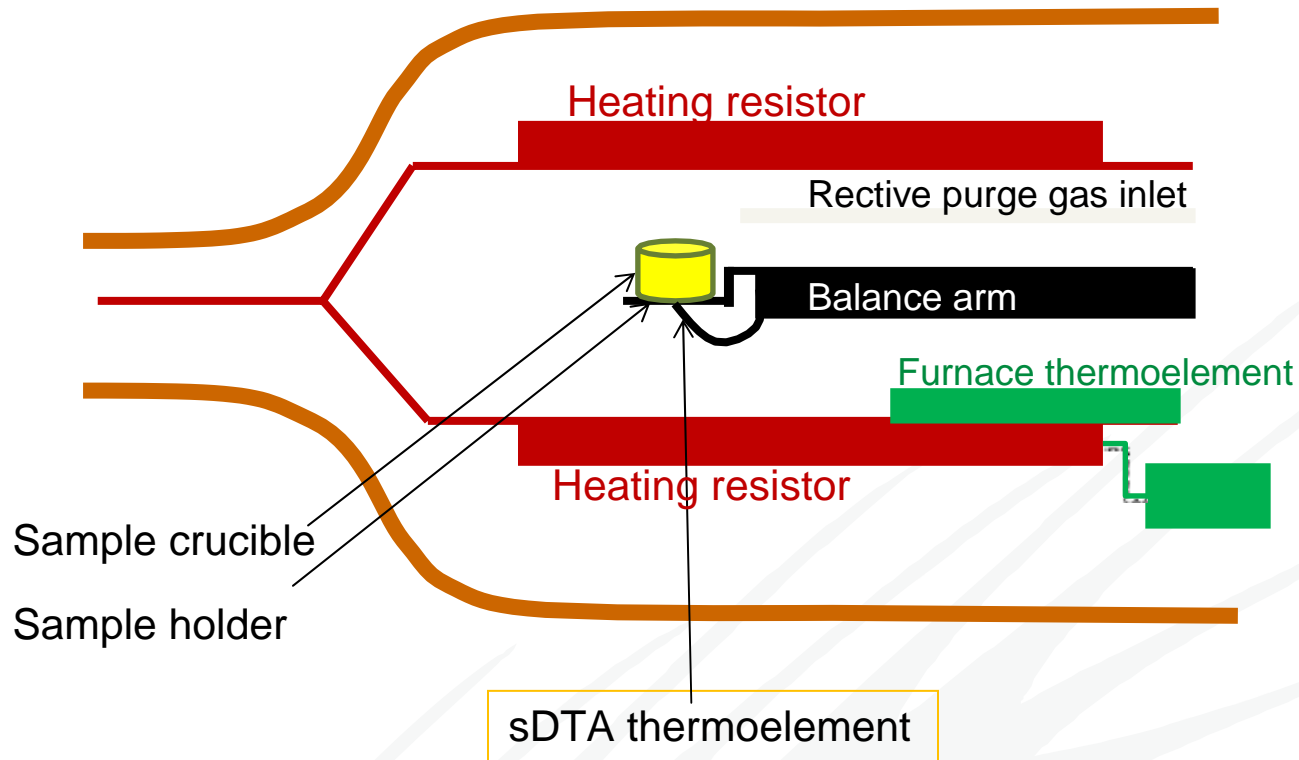 Heating resistor
Rective purge gas inlet
Balance arm
Furnace thermoelement
Heating resistor
Sample crucible
Sample holder
sDTA thermoelement